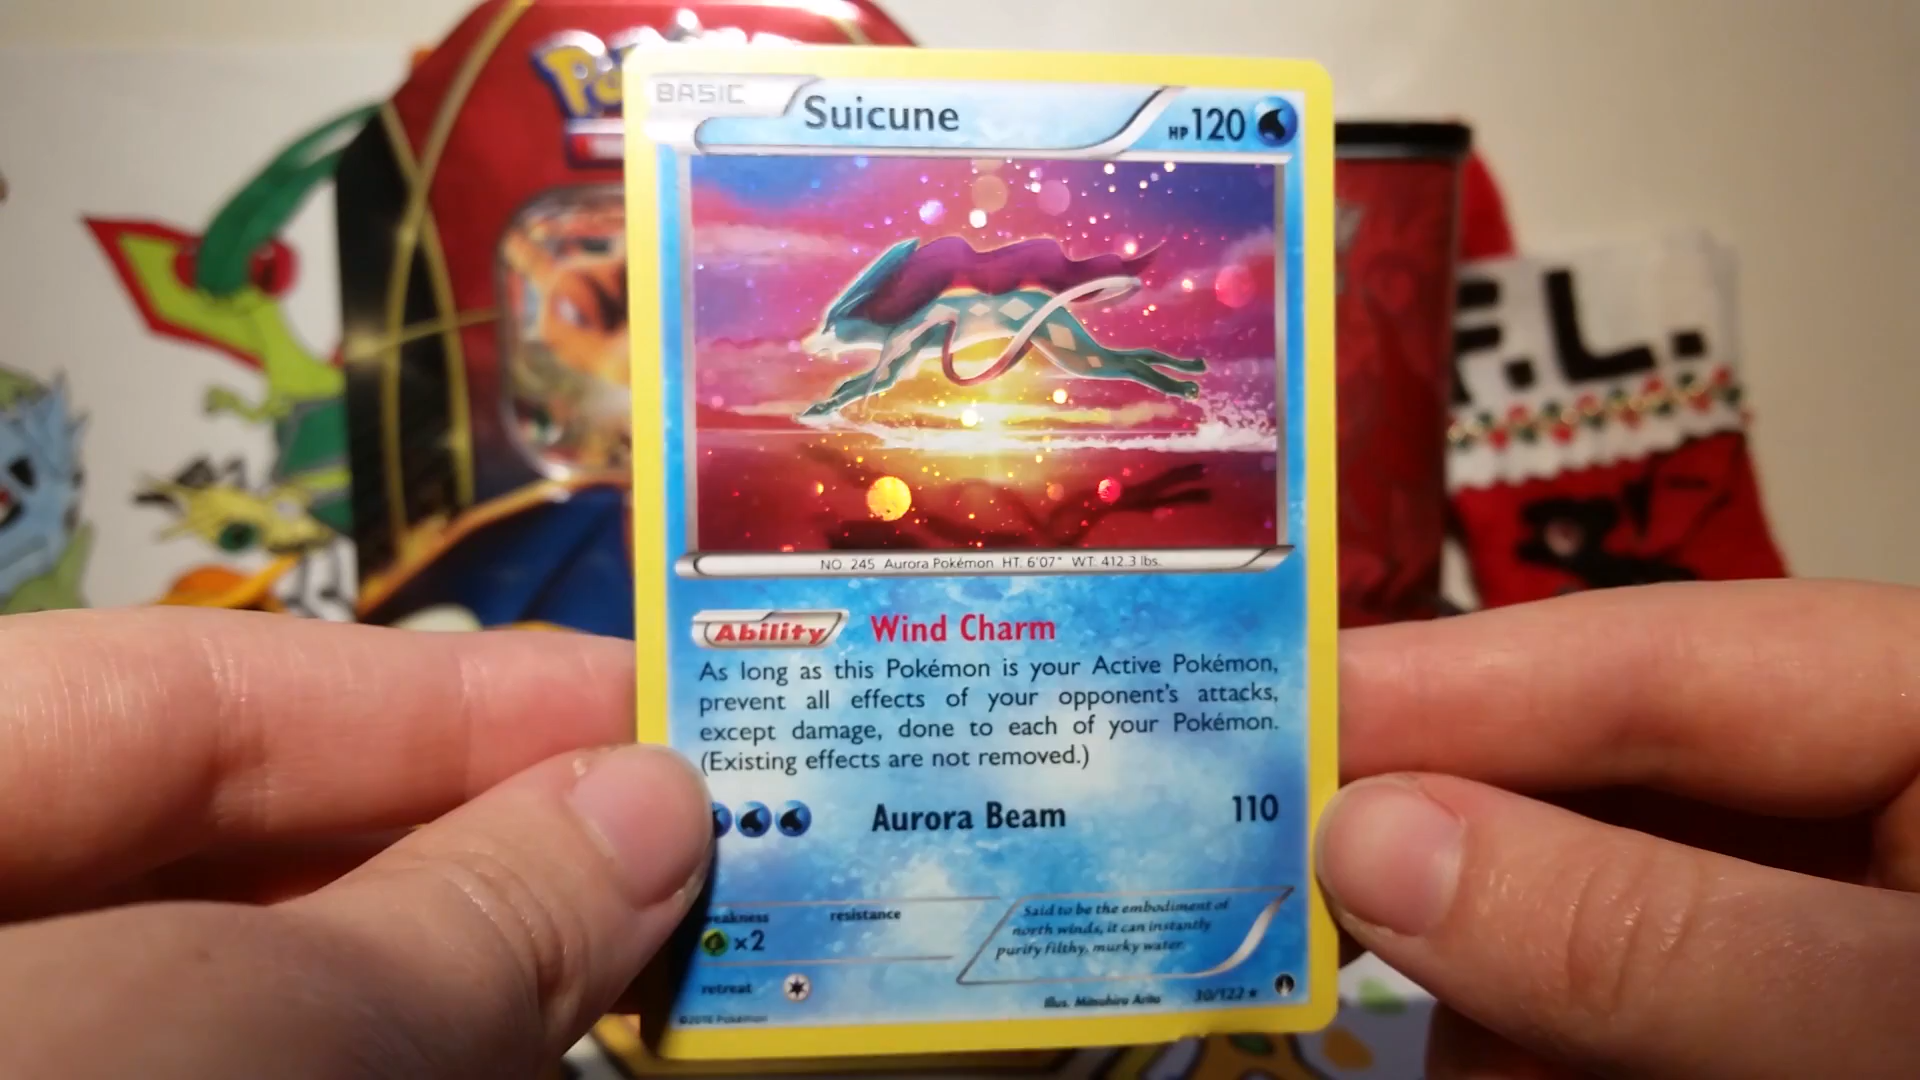 BASIC
Suicune
HP 120
NO. 245 Aurora Pokémon HT. 6'07" WT: 412.3 lbs.
Ability Wind Charm
As long as this Pokémon is your Active Pokémon,
prevent all effects of your opponent's attacks,
except damage, done to each of your Pokémon.
(Existing effects are not removed.)
Aurora Beam 110
weakness resistance
×2
Said to be the embodiment of
north winds, it can instantly
purify filthy, murky water.
retreat
Illus. Mitsuhiro Arita 30/122
©2016 Pokémon
F.L.